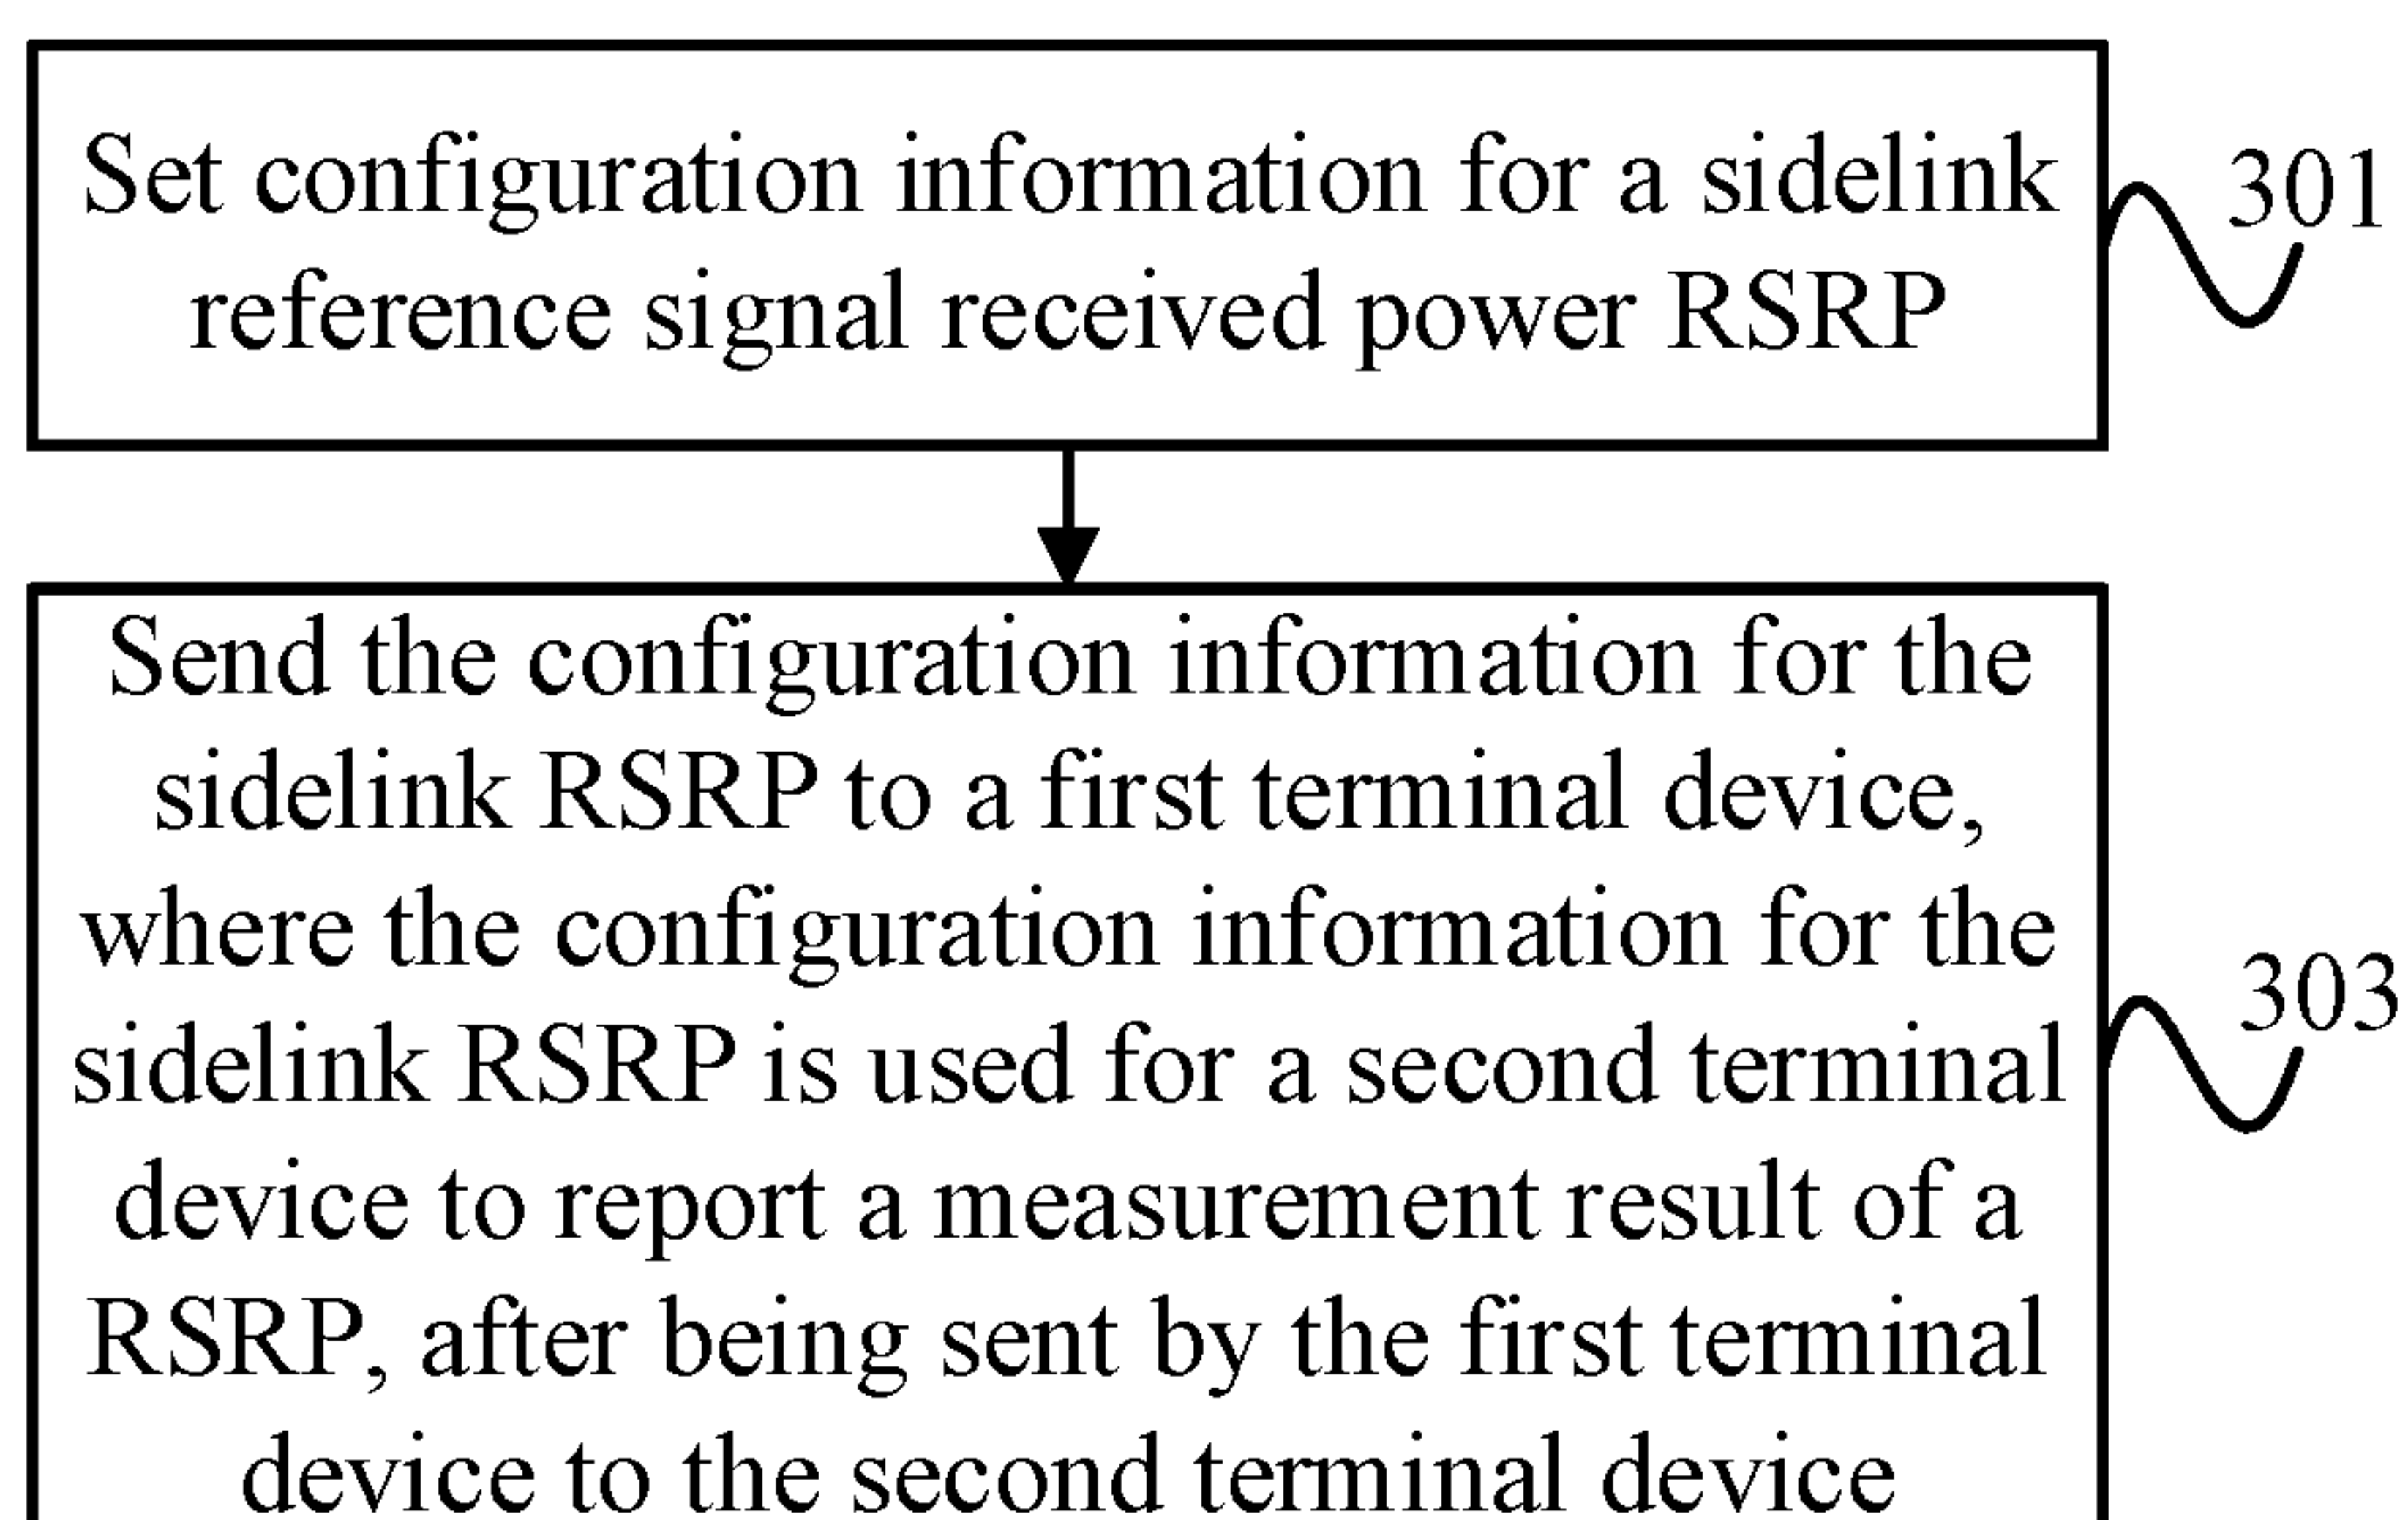 Set configuration information for a sidelink
reference signal received power RSRP
301
Send the configuration information for the
sidelink RSRP to a first terminal device,
where the configuration information for the
sidelink RSRP is used for a second terminal
device to report a measurement result of a
RSRP, after being sent by the first terminal
device to the second terminal device
303